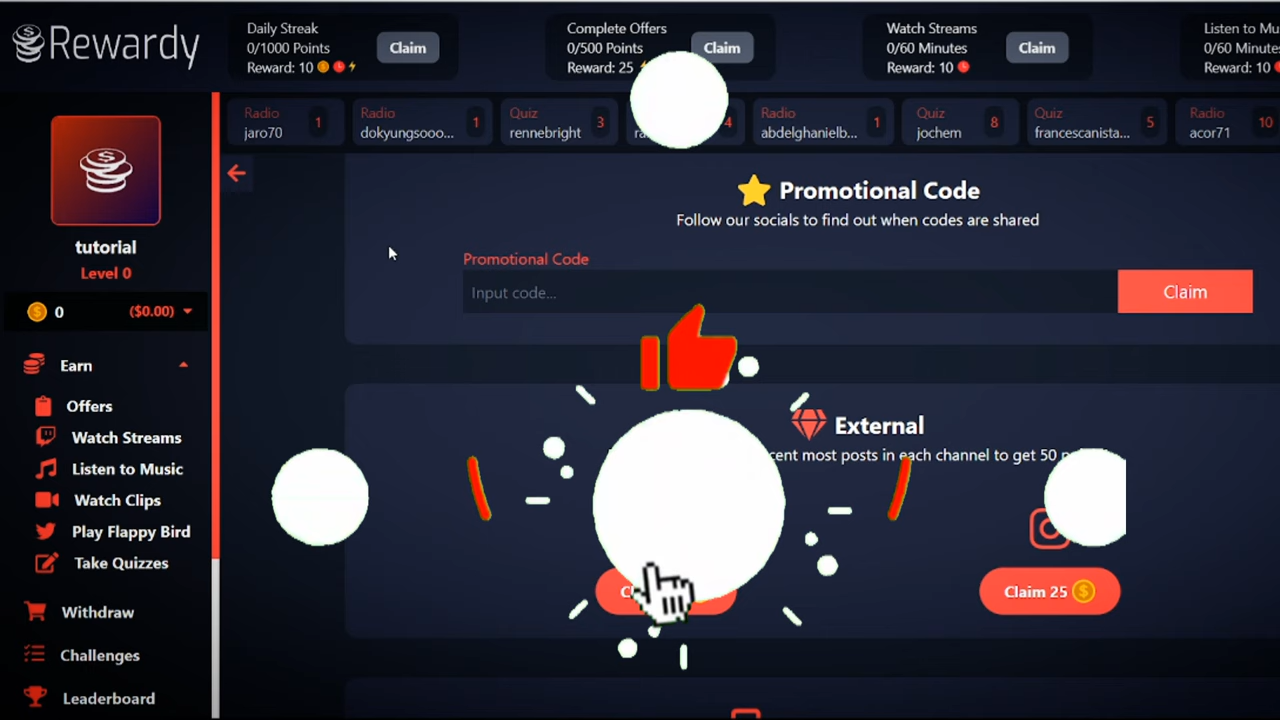 Rewardy
Daily Streak
0/1000 Points
Reward: 10
Claim
Complete Offers
0/500 Points
Reward: 25
Claim
Watch Streams
0/60 Minutes
Reward: 10
Claim
Listen to
0/60
Reward: 10
Radio
jaro70
1
Radio
dokyungsooo...
1
Quiz
rennebright
3
4
Radio
abdelghanielb...
1
Quiz
jochem
8
Quiz
francescanista...
5
Radio
acor71
10
tutorial
Level 0
0
($0.00)
Earn
Offers
Watch Streams
Listen to Music
Watch Clips
Play Flappy Bird
Take Quizzes
Withdraw
Challenges
Leaderboard
Promotional Code
Follow our socials to find out when codes are shared
Promotional Code
Input code...
Claim
External
most posts in each channel to get 50
Claim 25